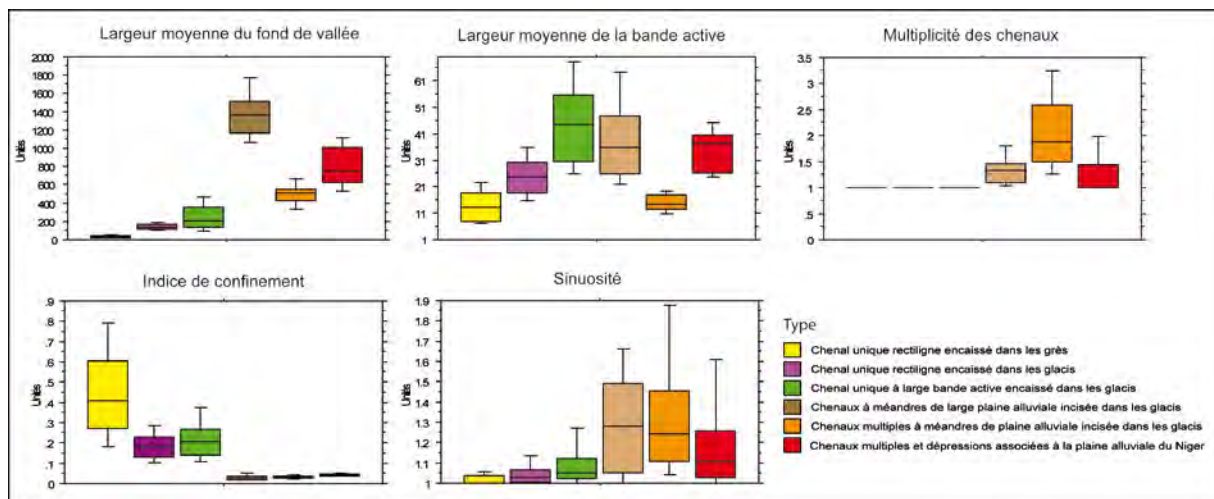 Largeur moyenne du fond de vallée
Largeur moyenne de la bande active
Multiplicité des chenaux
Unités
2000
1800
1600
1400
1200
1000
800
600
400
200
0
Unités
61
51
41
31
21
11
1
Unités
3.5
3
2.5
2
1.5
1
.5
0
Indice de confinement
Sinuosité
Unités
.9
.8
.7
.6
.5
.4
.3
.2
.1
0
Unités
1.9
1.8
1.7
1.6
1.5
1.4
1.3
1.2
1.1
1
Type
Chenal unique rectiligne encaissé dans les grès
Chenal unique rectiligne encaissé dans les glacis
Chenal unique à large bande active encaissé dans les glacis
Chenaux à méandres de large plaine alluviale incisée dans les glacis
Chenaux multiples à méandres de plaine alluviale incisée dans les glacis
Chenaux multiples et dépressions associées à la plaine alluviale du Niger